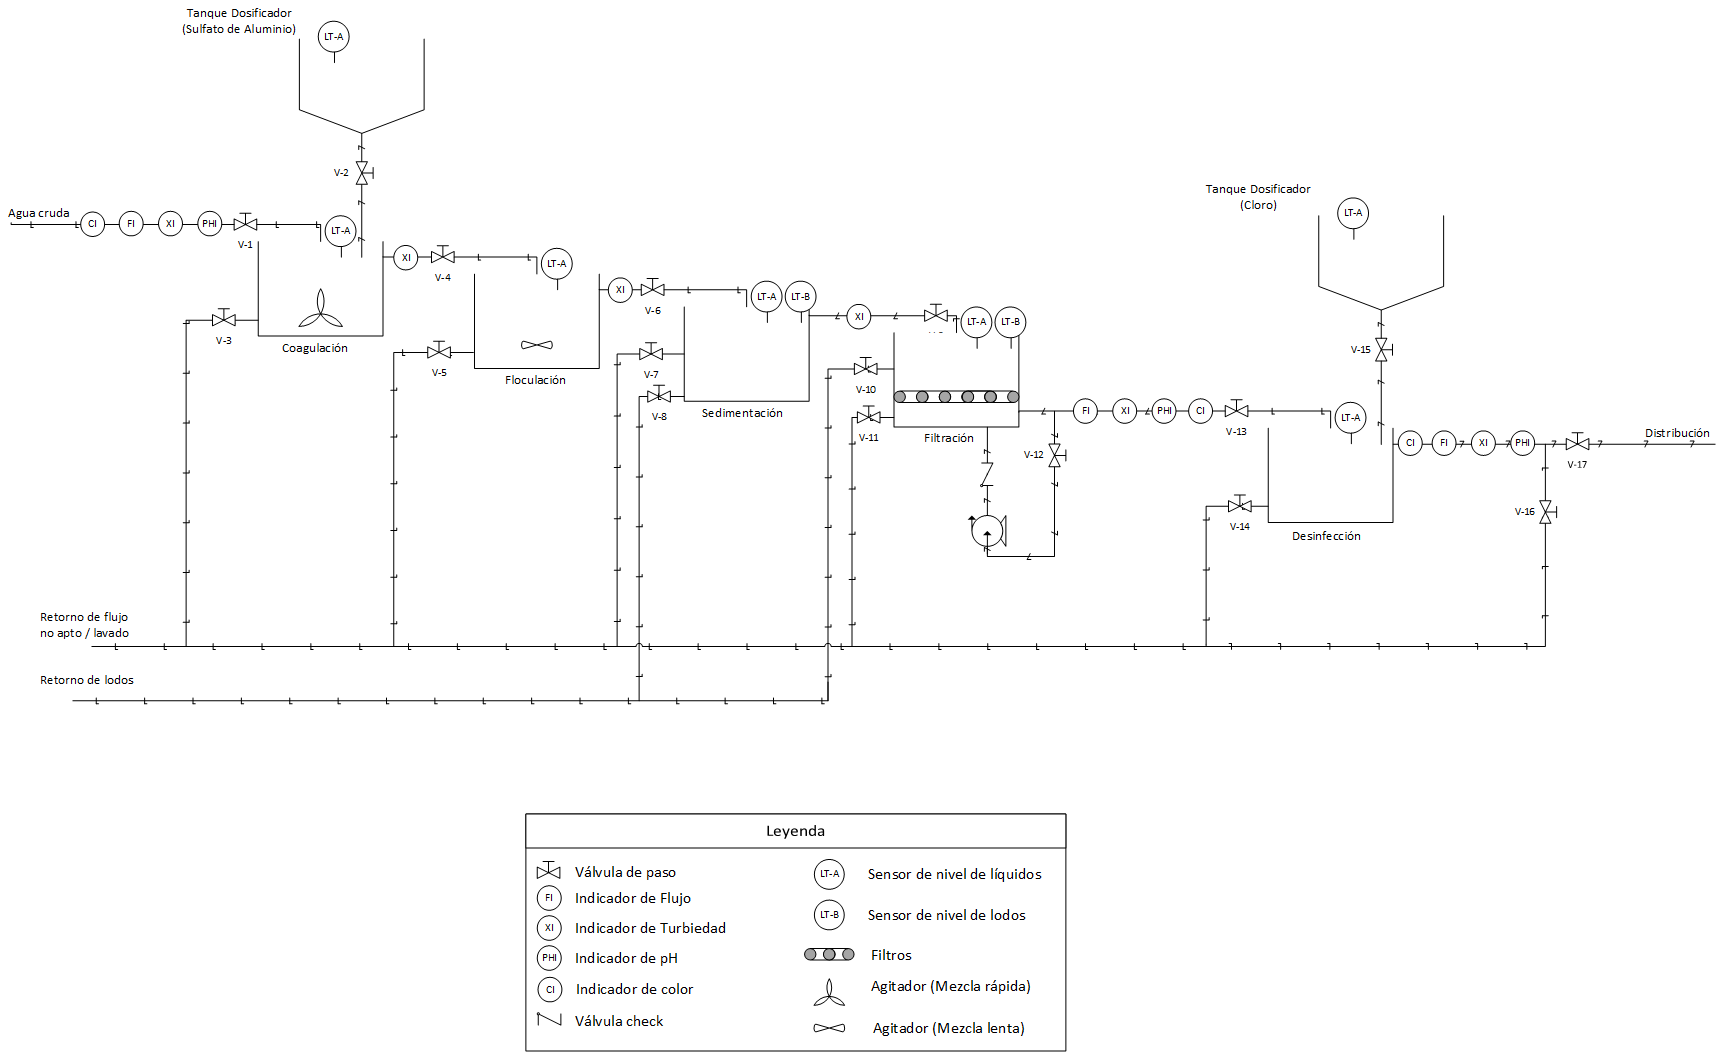 Tanque Dosificador
(Sulfato de Aluminio)
LT-A
V-2
Tanque Dosificador
(Cloro)
LT-A
Agua cruda
CI
FI
XI
PHI
V-1
LT-A
XI
V-4
LT-A
XI
V-6
LT-A
LT-B
XI
LT-A
LT-B
V-3
Coagulación
V-5
Floculación
V-7
V-8
Sedimentación
V-10
V-11
Filtración
V-12
FI
XI
PHI
CI
V-13
LT-A
V-15
CI
FI
XI
PHI
V-17
Distribución
V-14
Desinfección
V-16
Retorno de flujo
no apto / lavado
Retorno de lodos
Leyenda
Válvula de paso
FI
Indicador de Flujo
XI
Indicador de Turbiedad
PHI
Indicador de pH
CI
Indicador de color
Válvula check
LT-A
Sensor de nivel de líquidos
LT-B
Sensor de nivel de lodos
Filtros
Agitador (Mezcla rápida)
Agitador (Mezcla lenta)